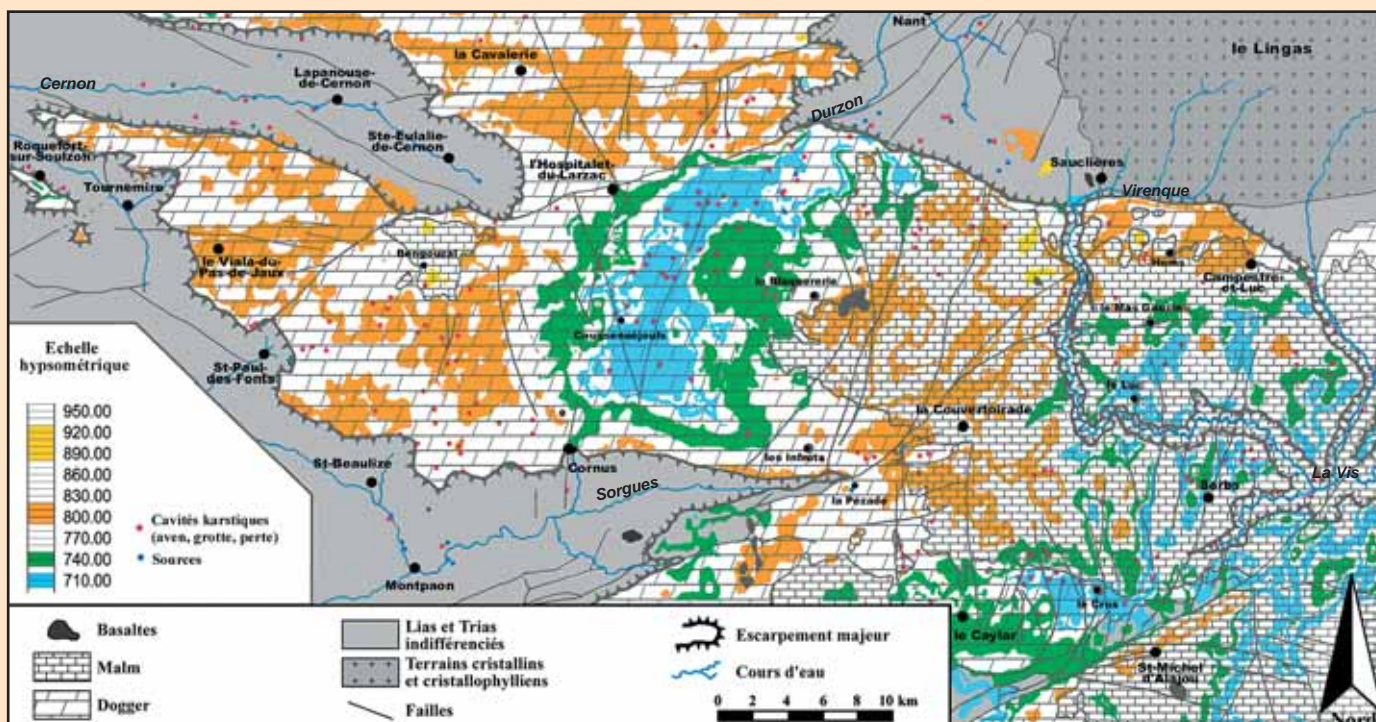 Nant
la Cavalerie
le Lingas
Cernon
Lapanouse-
de-Cernon
Durzon
Ste-Eulalie-
de-Cernon
Roquefort-
sur-Soulzon
Tournemire
l'Hospitalet-
du-Larzac
Sauclières
Virenque
le Viala-du-
Pas-de-Jaux
Campestre-
et-Luc
la Blaquererie
le Luc
St-Paul-
des-Fonts
la Couvertoirade
St-Beaulize
Cornus
les Infruts
Sorgues
la Pezade
Sorbs
La Vis
Montpaon
le Cros
le Caylar
St-Michel
d'Alajou
Echelle
hypsométrique
950.00
920.00
890.00
860.00
830.00
800.00
770.00
740.00
710.00
Cavités karstiques
(aven, grotte, perte)
Sources
Basaltes
Malm
Dogger
Lias et Trias
indifférenciés
Terrains cristallins
et cristallophylliens
Failles
Escarpement majeur
Cours d'eau
0 2 4 6 8 10 km
Nord